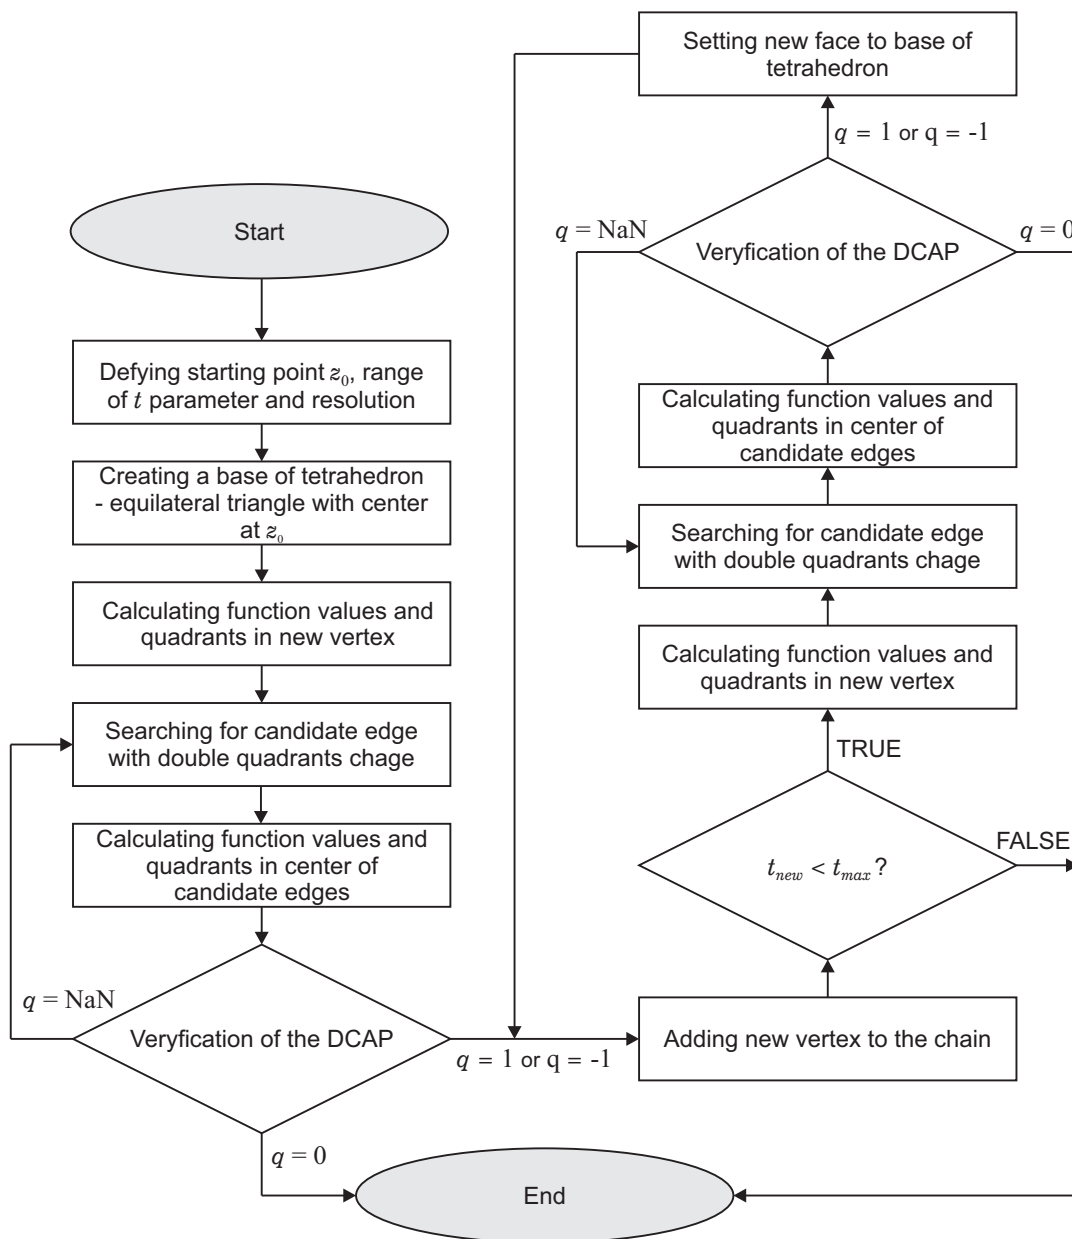 Start
Defying starting point z₀, range
of t parameter and resolution
Creating a base of tetrahedron
- equilateral triangle with center
at z₀
Calculating function values and
quadrants in new vertex
Searching for candidate edge
with double quadrants chage
Calculating function values and
quadrants in center of
candidate edges
q = NaN
Veryfication of the DCAP
q = 1 or q = -1
q = 0
End
Setting new face to base of
tetrahedron
q = 1 or q = -1
q = NaN
Veryfication of the DCAP
q = 0
Calculating function values and
quadrants in center of
candidate edges
Searching for candidate edge
with double quadrants chage
Calculating function values and
quadrants in new vertex
TRUE
FALSE
t_new < t_max?
Adding new vertex to the chain